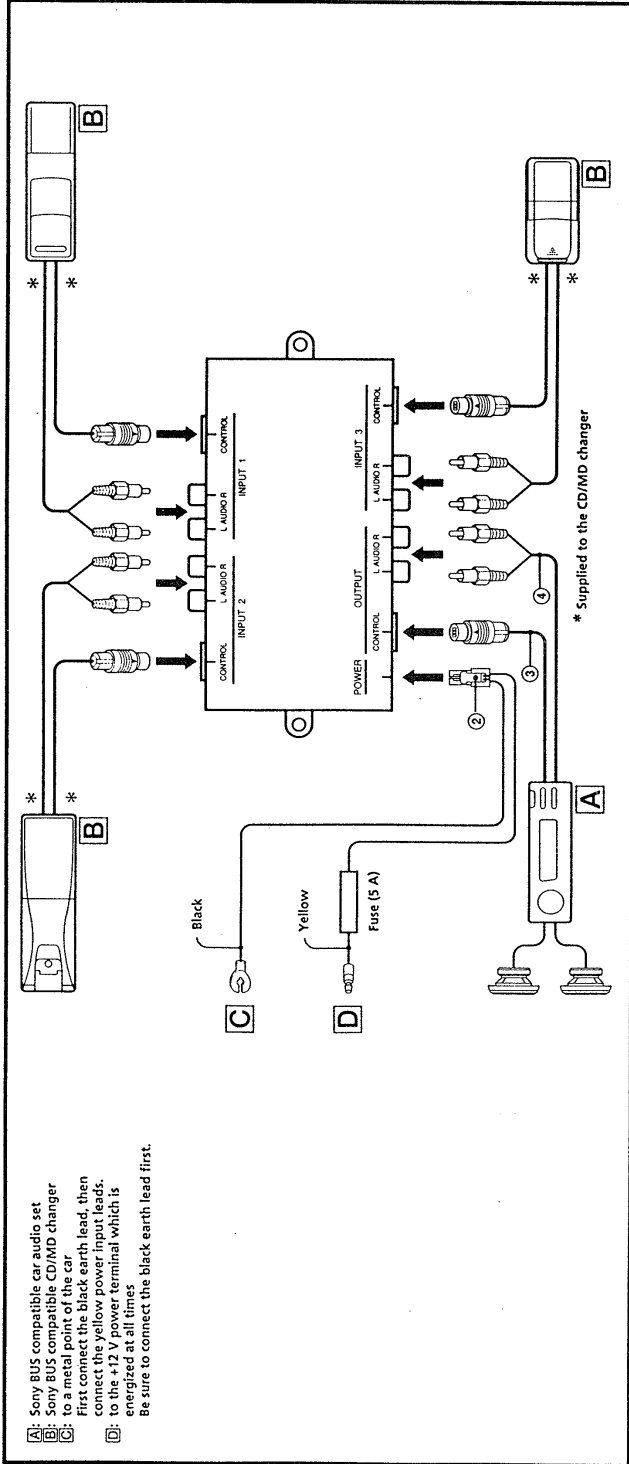 A: Sony BUS compatible car audio set
B: Sony BUS compatible CD/MD changer
C: to a metal point of the car
First connect the black earth lead, then
connect the yellow power input leads.
D: to the +12 V power terminal which is
energized at all times
Be sure to connect the black earth lead first.
B
*
*
*
*
B
CONTROL
L AUDIO R
INPUT 2
L AUDIO R
INPUT 1
CONTROL
POWER
CONTROL
OUTPUT
L AUDIO R
L AUDIO R
INPUT 3
CONTROL
Black
C
Yellow
D
Fuse (5 A)
②
③
④
*
*
B
A
* Supplied to the CD/MD changer